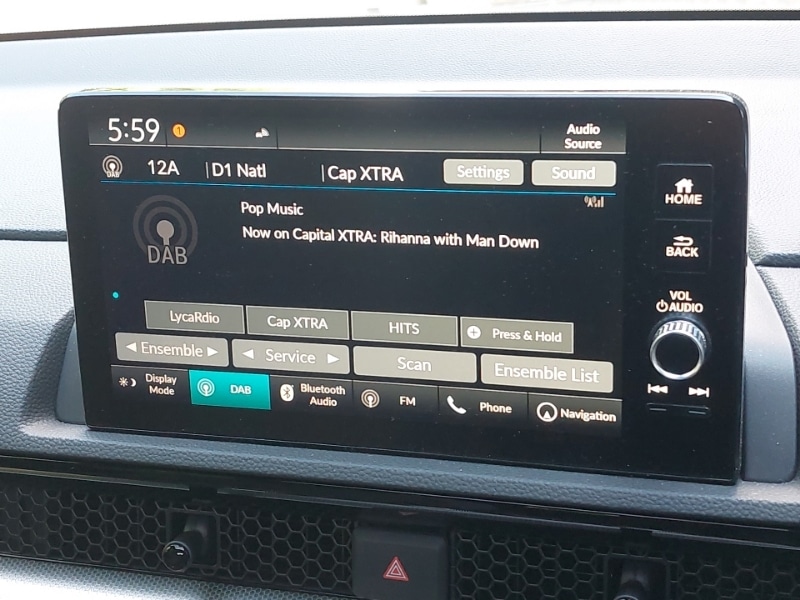 5:59
1
Audio
Source
DAB
12A
D1 Natl
Cap XTRA
Settings
Sound
HOME
Pop Music
DAB
Now on Capital XTRA: Rihanna with Man Down
BACK
VOL
AUDIO
LycaRdio
Cap XTRA
HITS
Press & Hold
Ensemble
Service
Scan
Ensemble List
Display
Mode
DAB
Bluetooth
Audio
FM
Phone
Navigation